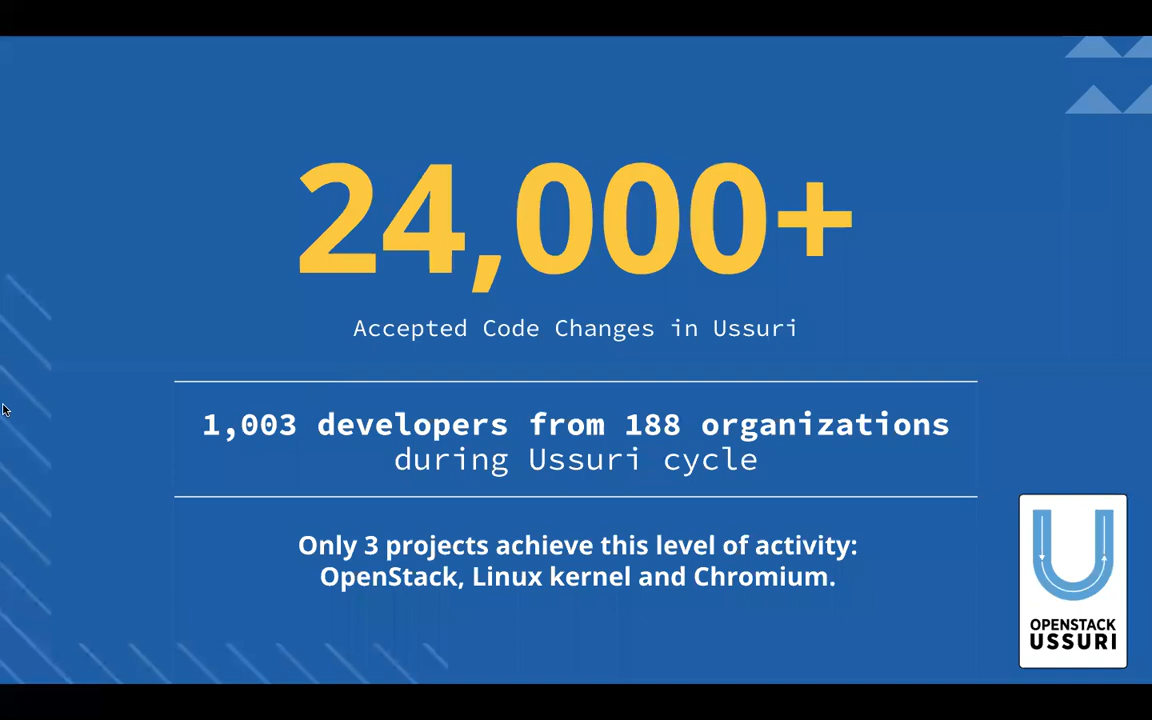 24,000+
Accepted Code Changes in Ussuri
1,003 developers from 188 organizations
during Ussuri cycle
Only 3 projects achieve this level of activity:
OpenStack, Linux kernel and Chromium.
OPENSTACK
USSURI